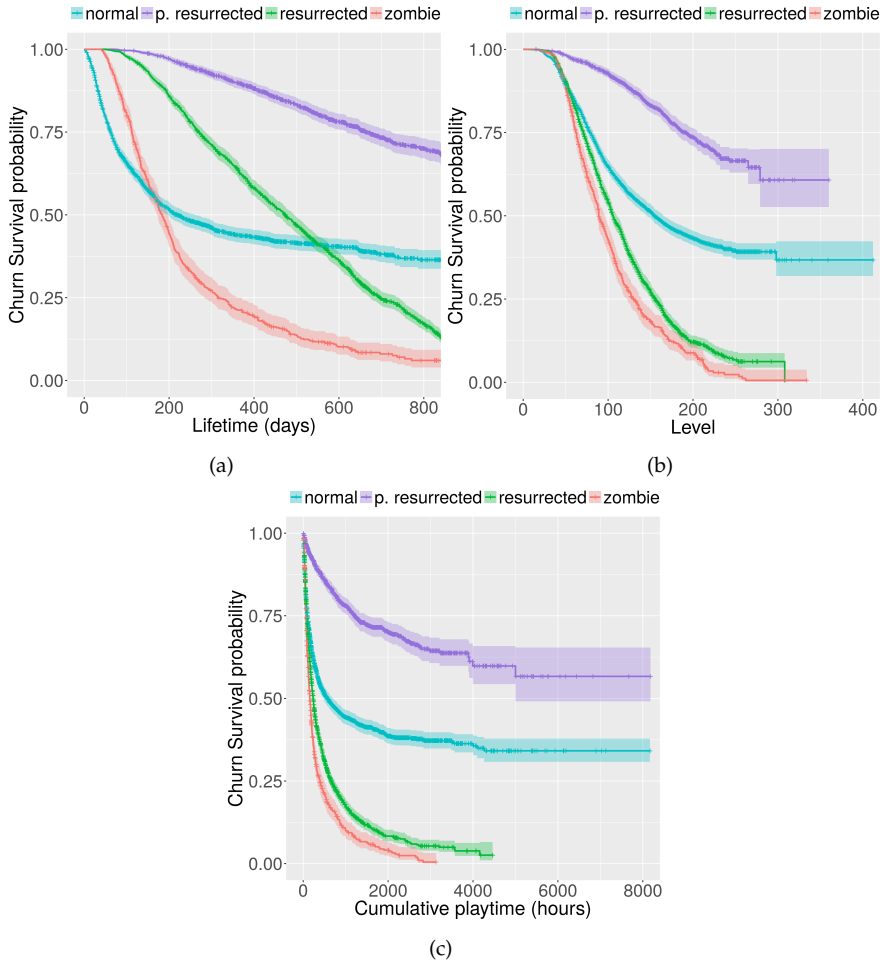 normal p. resurrected resurrected zombie
1.00
0.75
0.50
0.25
0.00
Churn Survival probability
0 200 400 600 800
Lifetime (days)
(a)
normal p. resurrected resurrected zombie
1.00
0.75
0.50
0.25
0.00
Churn Survival probability
0 100 200 300 400
Level
(b)
normal p. resurrected resurrected zombie
1.00
0.75
0.50
0.25
0.00
Churn Survival probability
0 2000 4000 6000 8000
Cumulative playtime (hours)
(c)